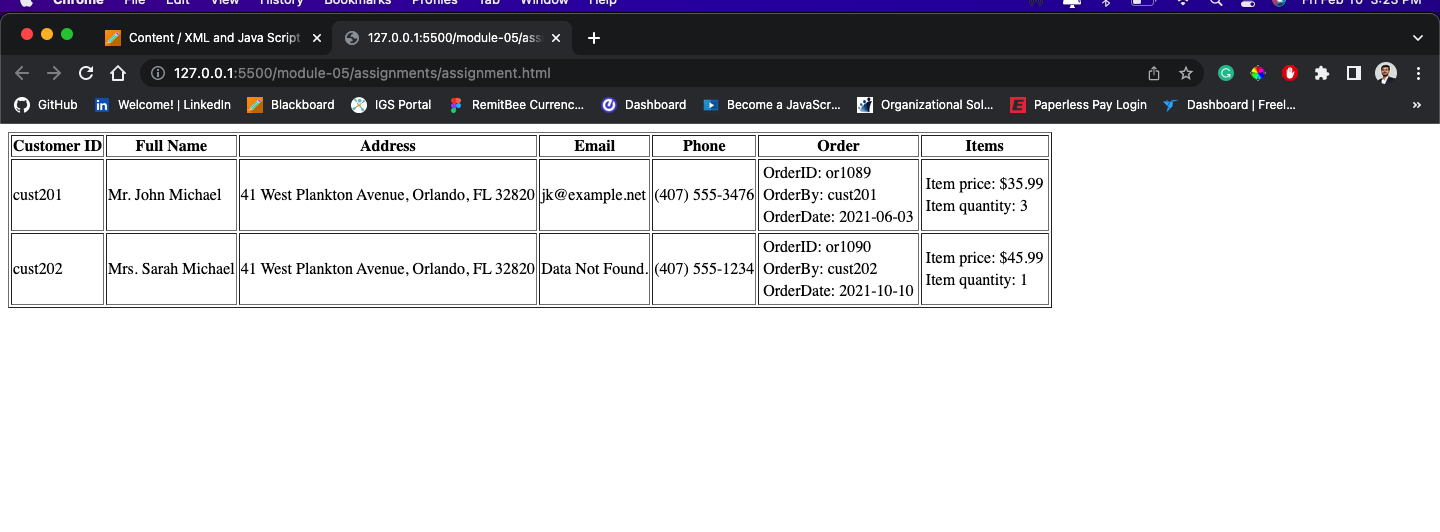 Chrome File Edit View History Bookmarks Profiles Tab Window Help Fri Feb 10 3:23 PM
Content / XML and Java Script 127.0.0.1:5500/module-05/ass
127.0.0.1:5500/module-05/assignments/assignment.html
GitHub Welcome! | LinkedIn Blackboard IGS Portal RemitBee Currenc... Dashboard Become a JavaScr... Organizational Sol... Paperless Pay Login Dashboard | Freel... »
Customer ID Full Name Address Email Phone Order Items
cust201 Mr. John Michael 41 West Plankton Avenue, Orlando, FL 32820 jk@example.net (407) 555-3476 OrderID: or1089
OrderBy: cust201
OrderDate: 2021-06-03
Item price: $35.99
Item quantity: 3
cust202 Mrs. Sarah Michael 41 West Plankton Avenue, Orlando, FL 32820 Data Not Found. (407) 555-1234 OrderID: or1090
OrderBy: cust202
OrderDate: 2021-10-10
Item price: $45.99
Item quantity: 1